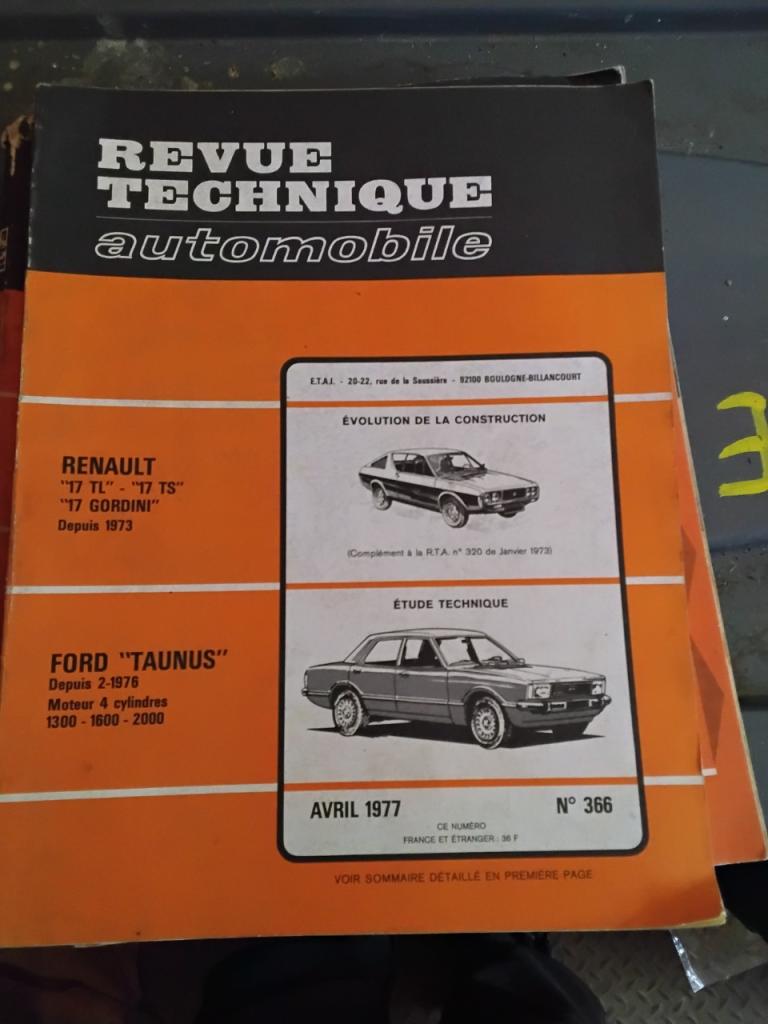 REVUE
TECHNIQUE
automobile
E.T.A.I. - 20-22, rue de la Saussière - 92100 BOULOGNE-BILLANCOURT
ÉVOLUTION DE LA CONSTRUCTION
RENAULT
"17 TL" - "17 TS"
"17 GORDINI"
Depuis 1973
(Complément à la R.T.A. n° 320 de Janvier 1973)
ÉTUDE TECHNIQUE
FORD "TAUNUS"
Depuis 2-1976
Moteur 4 cylindres
1300 - 1600 - 2000
AVRIL 1977 N° 366
CE NUMÉRO
FRANCE ET ÉTRANGER : 36 F
VOIR SOMMAIRE DÉTAILLÉ EN PREMIÈRE PAGE